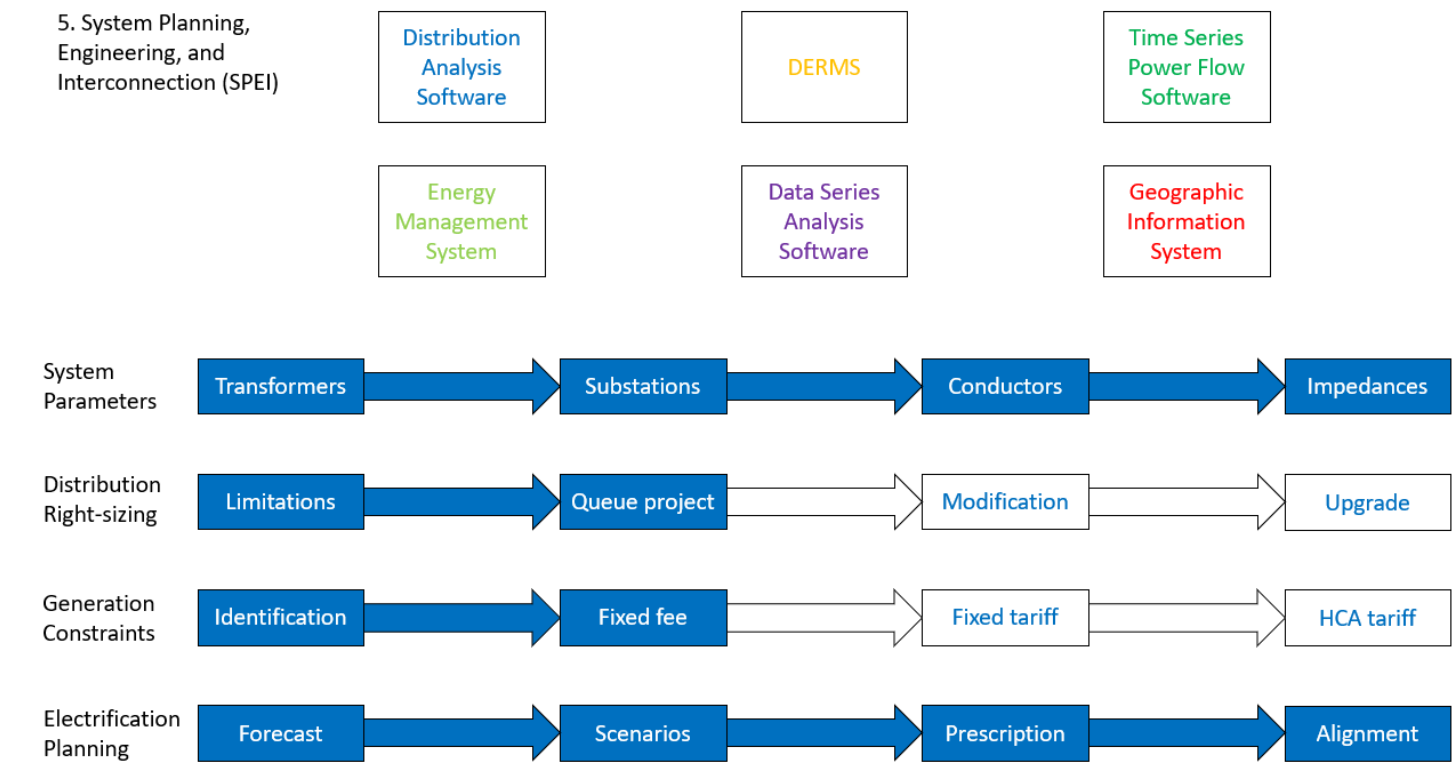 5. System Planning,
Engineering, and
Interconnection (SPEI)
Distribution
Analysis
Software
DERMS
Time Series
Power Flow
Software
Energy
Management
System
Data Series
Analysis
Software
Geographic
Information
System
System
Parameters
Transformers
Substations
Conductors
Impedances
Distribution
Right-sizing
Limitations
Queue project
Modification
Upgrade
Generation
Constraints
Identification
Fixed fee
Fixed tariff
HCA tariff
Electrification
Planning
Forecast
Scenarios
Prescription
Alignment